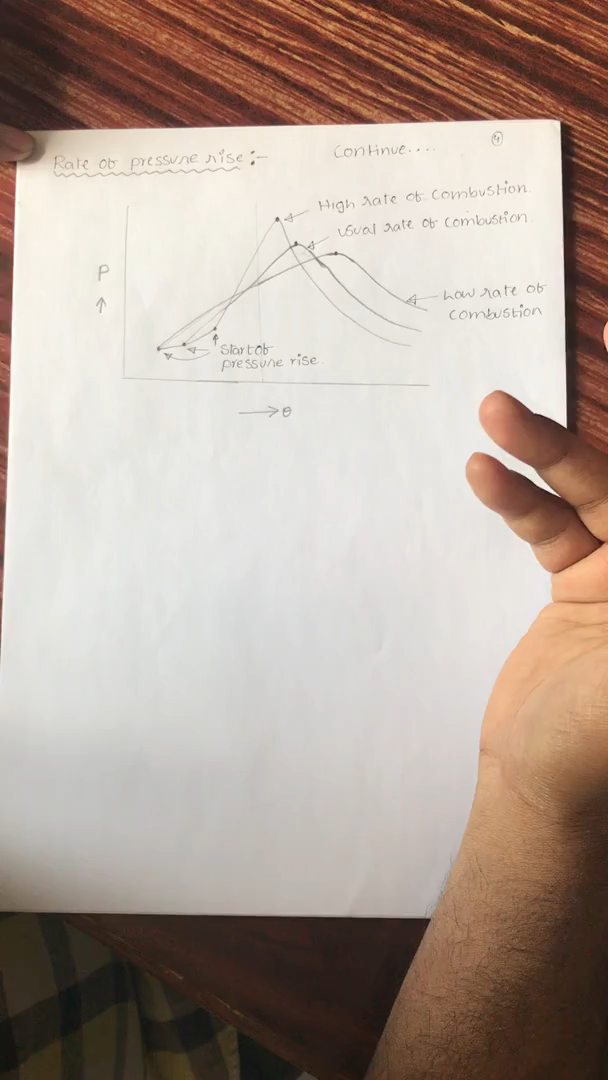 Rate of pressure rise :-
Continue....
4
High rate of combustion
usual rate of combustion
Low rate of
combustion
P
↑
start of
pressure rise.
→ θ